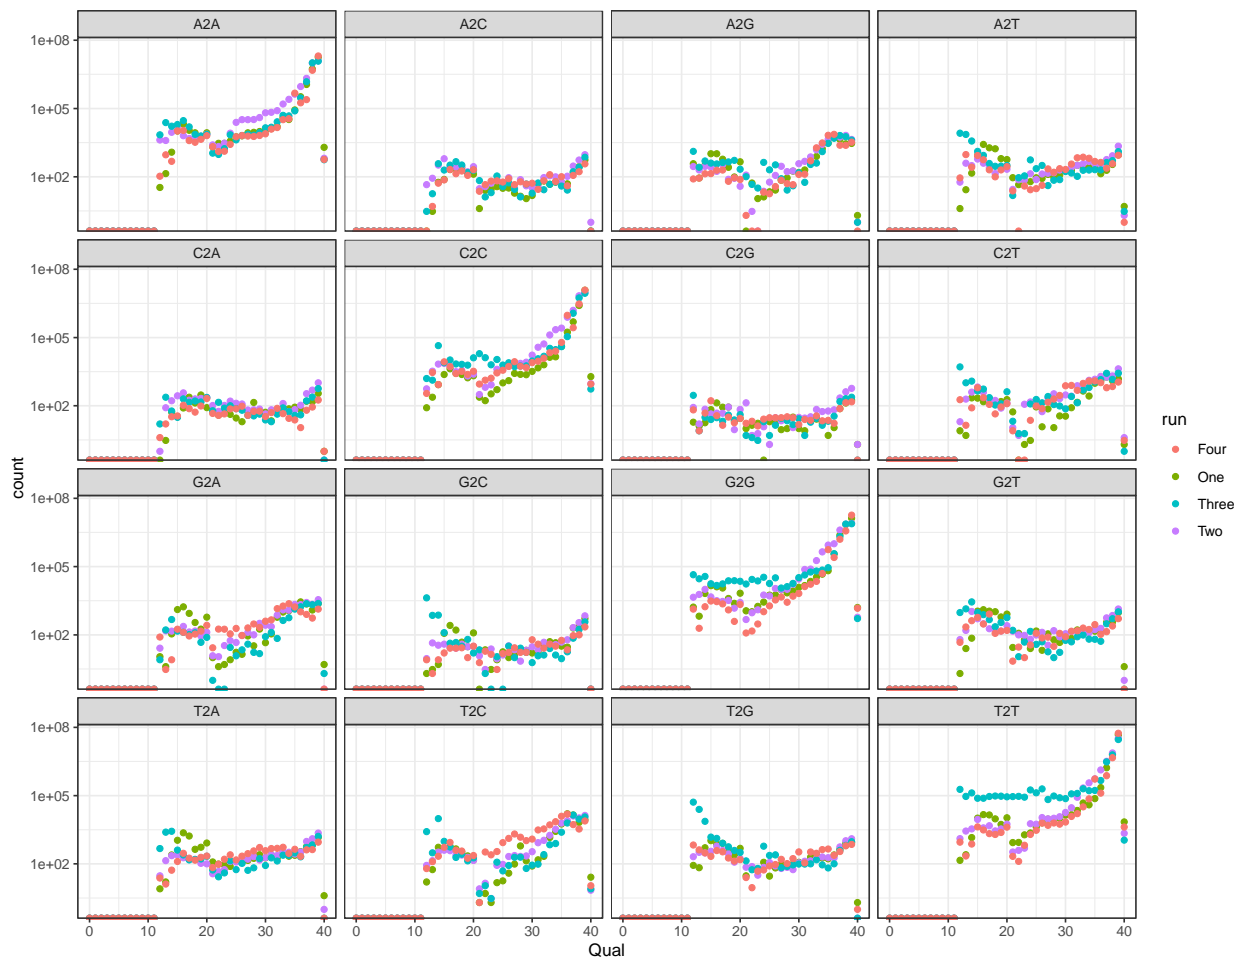 A2A A2C A2G A2T
1e+08
1e+05
1e+02
C2A C2C C2G C2T
1e+08
1e+05
1e+02
G2A G2C G2G G2T
1e+08
1e+05
1e+02
T2A T2C T2G T2T
1e+08
1e+05
1e+02
0 10 20 30 40 0 10 20 30 40 0 10 20 30 40 0 10 20 30 40
Qual
count
run
Four
One
Three
Two